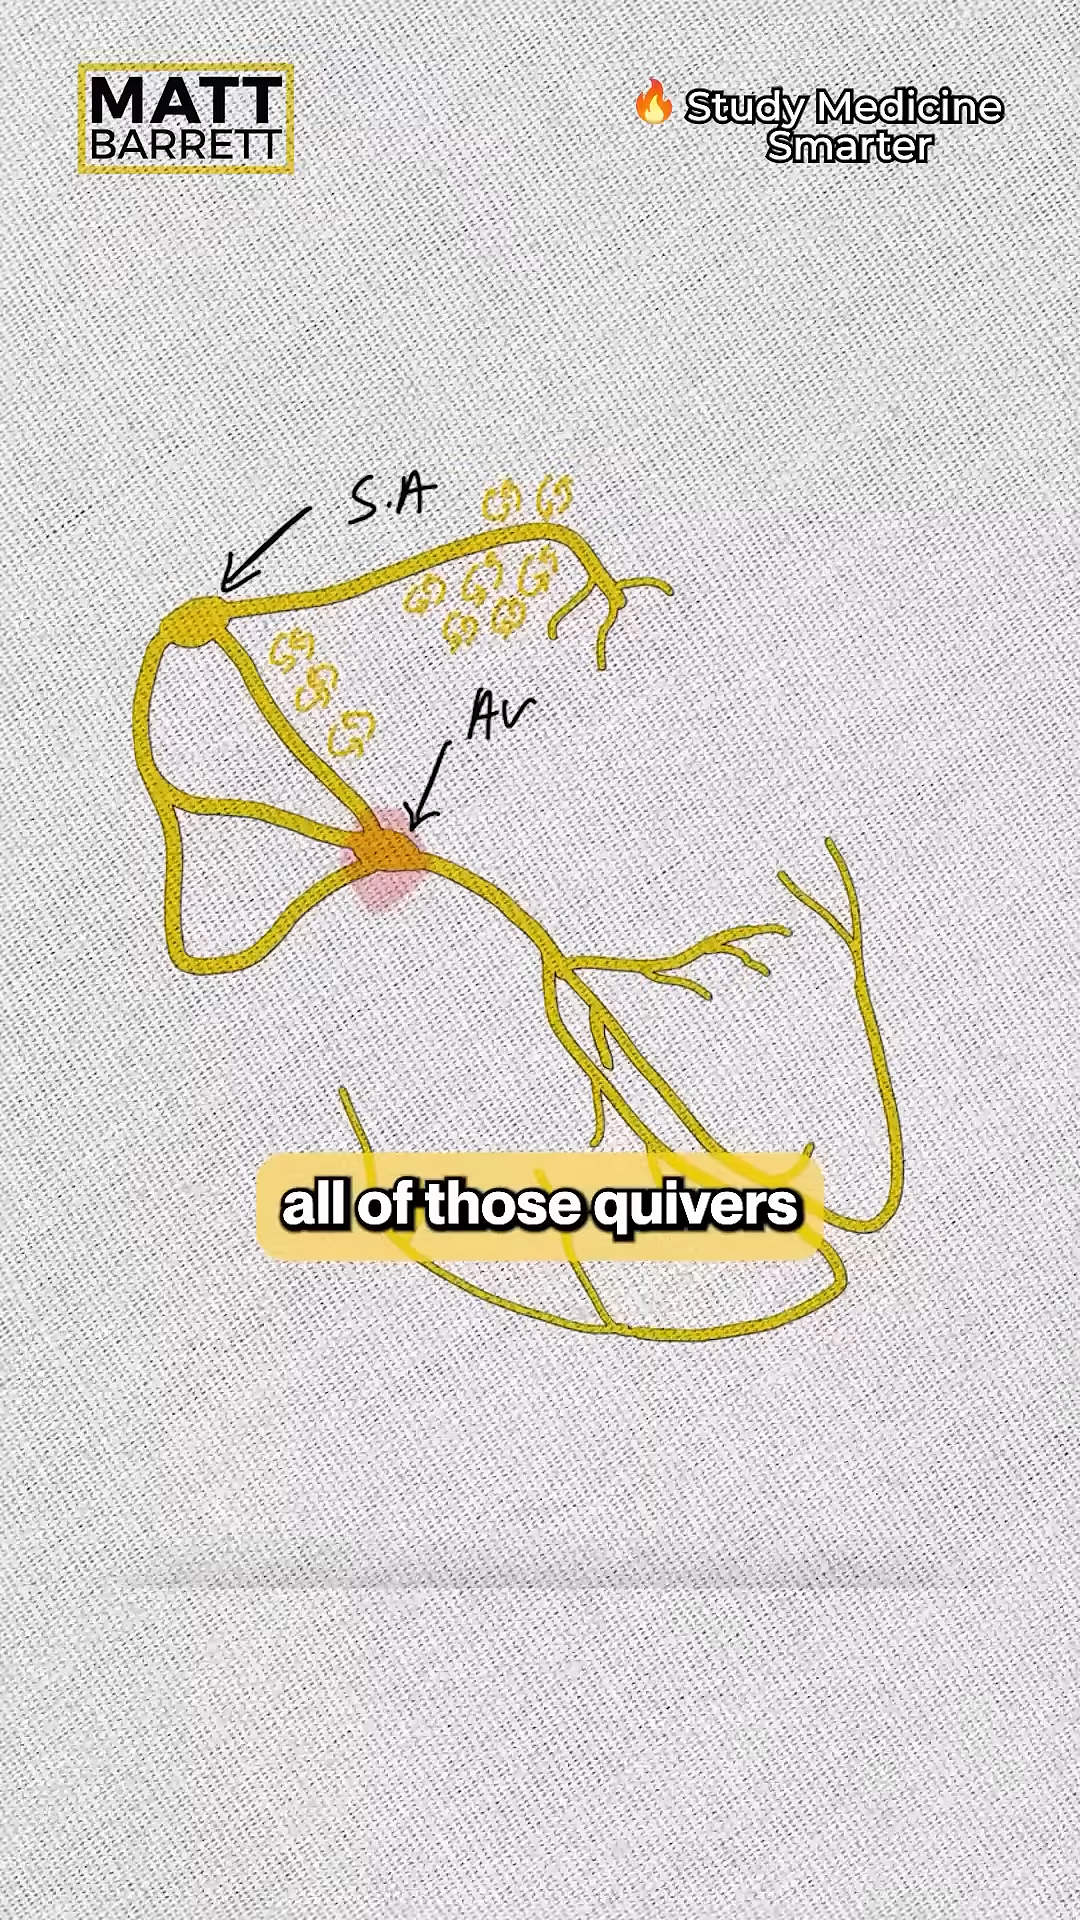 MATT
BARRETT
🔥 Study Medicine
Smarter
S.A
AV
all of those quivers